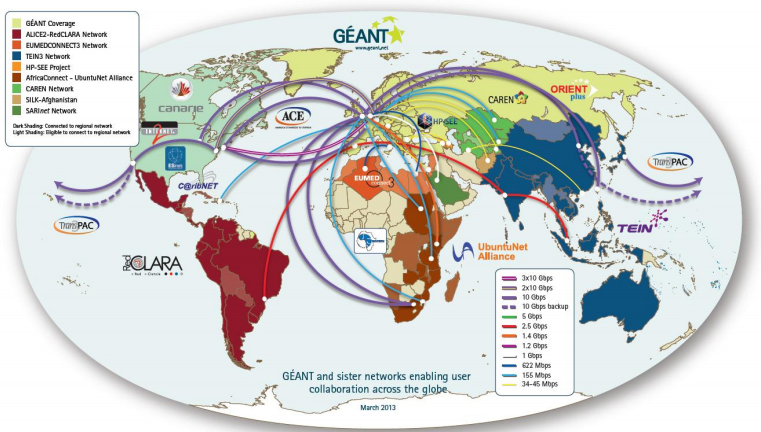 GÉANT Coverage
ALICE2-RedCLARA Network
EUMEDCONNECT3 Network
TEIN3 Network
HP-SEE Project
AfricaConnect - UbuntuNet Alliance
CAREN Network
SILK-Afghanistan
SARInet Network
Dark Shading: Connected to regional network
Light Shading: Eligible to connect to regional network
GÉANT
www.geant.net
canarie
INTERNET
2
ACE
C@ribNET
TransPAC
RedCLARA
EUMED
connect
HP-SEE
CAREN
ORIENT
plus
TransPAC
TEIN
UbuntuNet
Alliance
3x10 Gbps
2x10 Gbps
10 Gbps
10 Gbps backup
5 Gbps
2.5 Gbps
1.4 Gbps
1.2 Gbps
1 Gbps
622 Mbps
155 Mbps
34-45 Mbps
GÉANT and sister networks enabling user
collaboration across the globe
March 2013